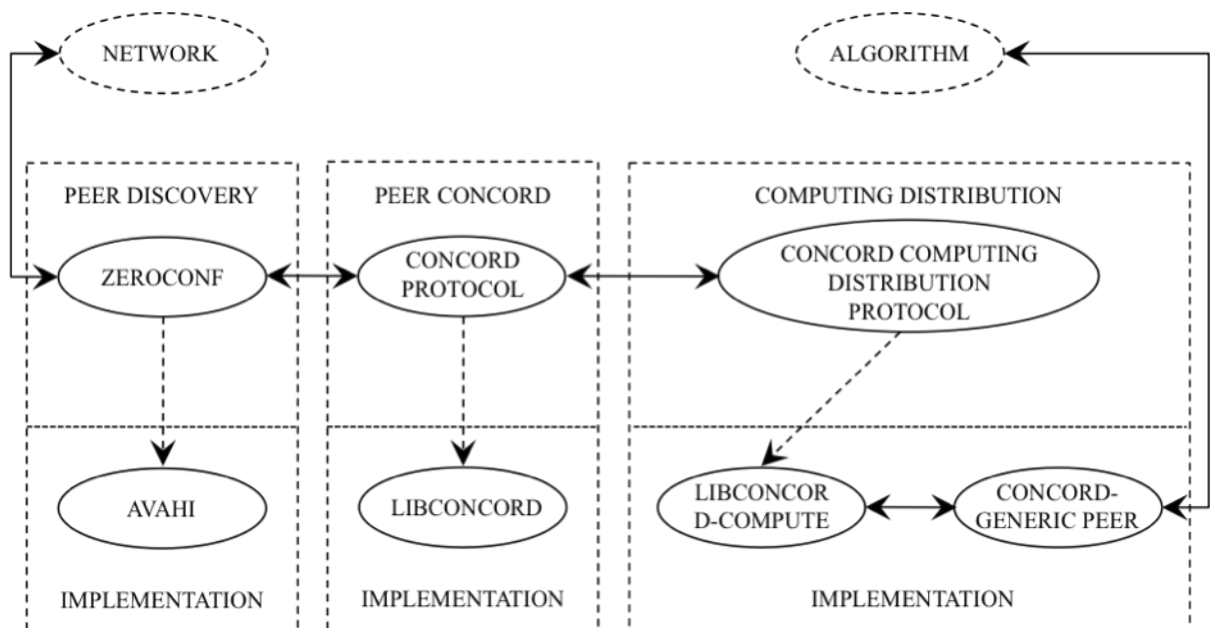 NETWORK
ALGORITHM
PEER DISCOVERY
PEER CONCORD
COMPUTING DISTRIBUTION
ZEROCONF
CONCORD
PROTOCOL
CONCORD COMPUTING
DISTRIBUTION
PROTOCOL
AVAHI
LIBCONCORD
LIBCONCOR
D-COMPUTE
CONCORD-
GENERIC PEER
IMPLEMENTATION
IMPLEMENTATION
IMPLEMENTATION